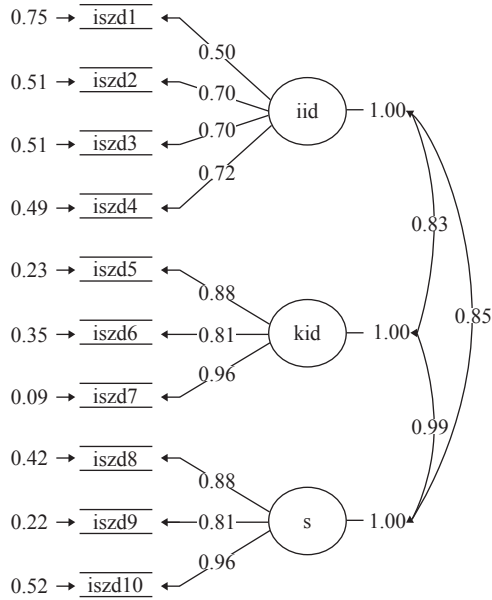 0.75 iszd1
0.50
0.51 iszd2
0.70
iid 1.00
0.51 iszd3
0.70
0.72
0.49 iszd4
0.83
0.23 iszd5
0.88
0.85
0.35 iszd6 0.81 kid 1.00
0.96
0.09 iszd7
0.99
0.42 iszd8
0.88
0.22 iszd9 0.81 s 1.00
0.96
0.52 iszd10